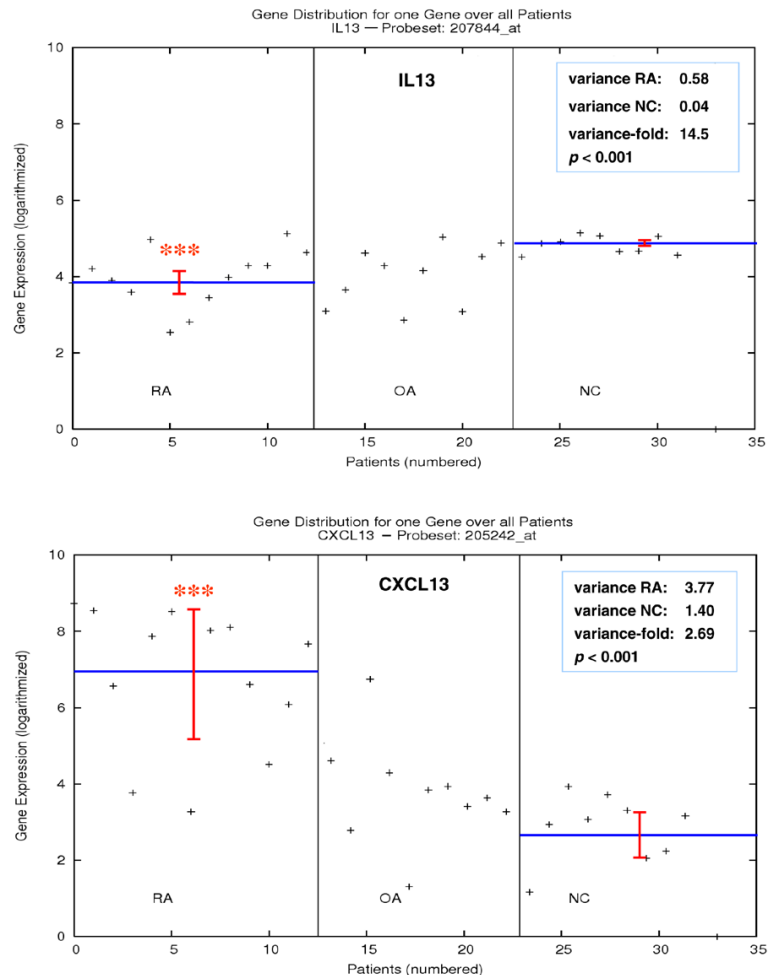 Gene Distribution for one Gene over all Patients
IL13 — Probeset: 207844_at
IL13
variance RA: 0.58
variance NC: 0.04
variance-fold: 14.5
p < 0.001
***
Gene Expression (logarithmized)
10
8
6
4
2
0
RA
OA
NC
0 5 10 15 20 25 30 35
Patients (numbered)
Gene Distribution for one Gene over all Patients
CXCL13 – Probeset: 205242_at
CXCL13
variance RA: 3.77
variance NC: 1.40
variance-fold: 2.69
p < 0.001
***
Gene Expression (logarithmized)
10
8
6
4
2
0
RA
OA
NC
0 5 10 15 20 25 30 35
Patients (numbered)